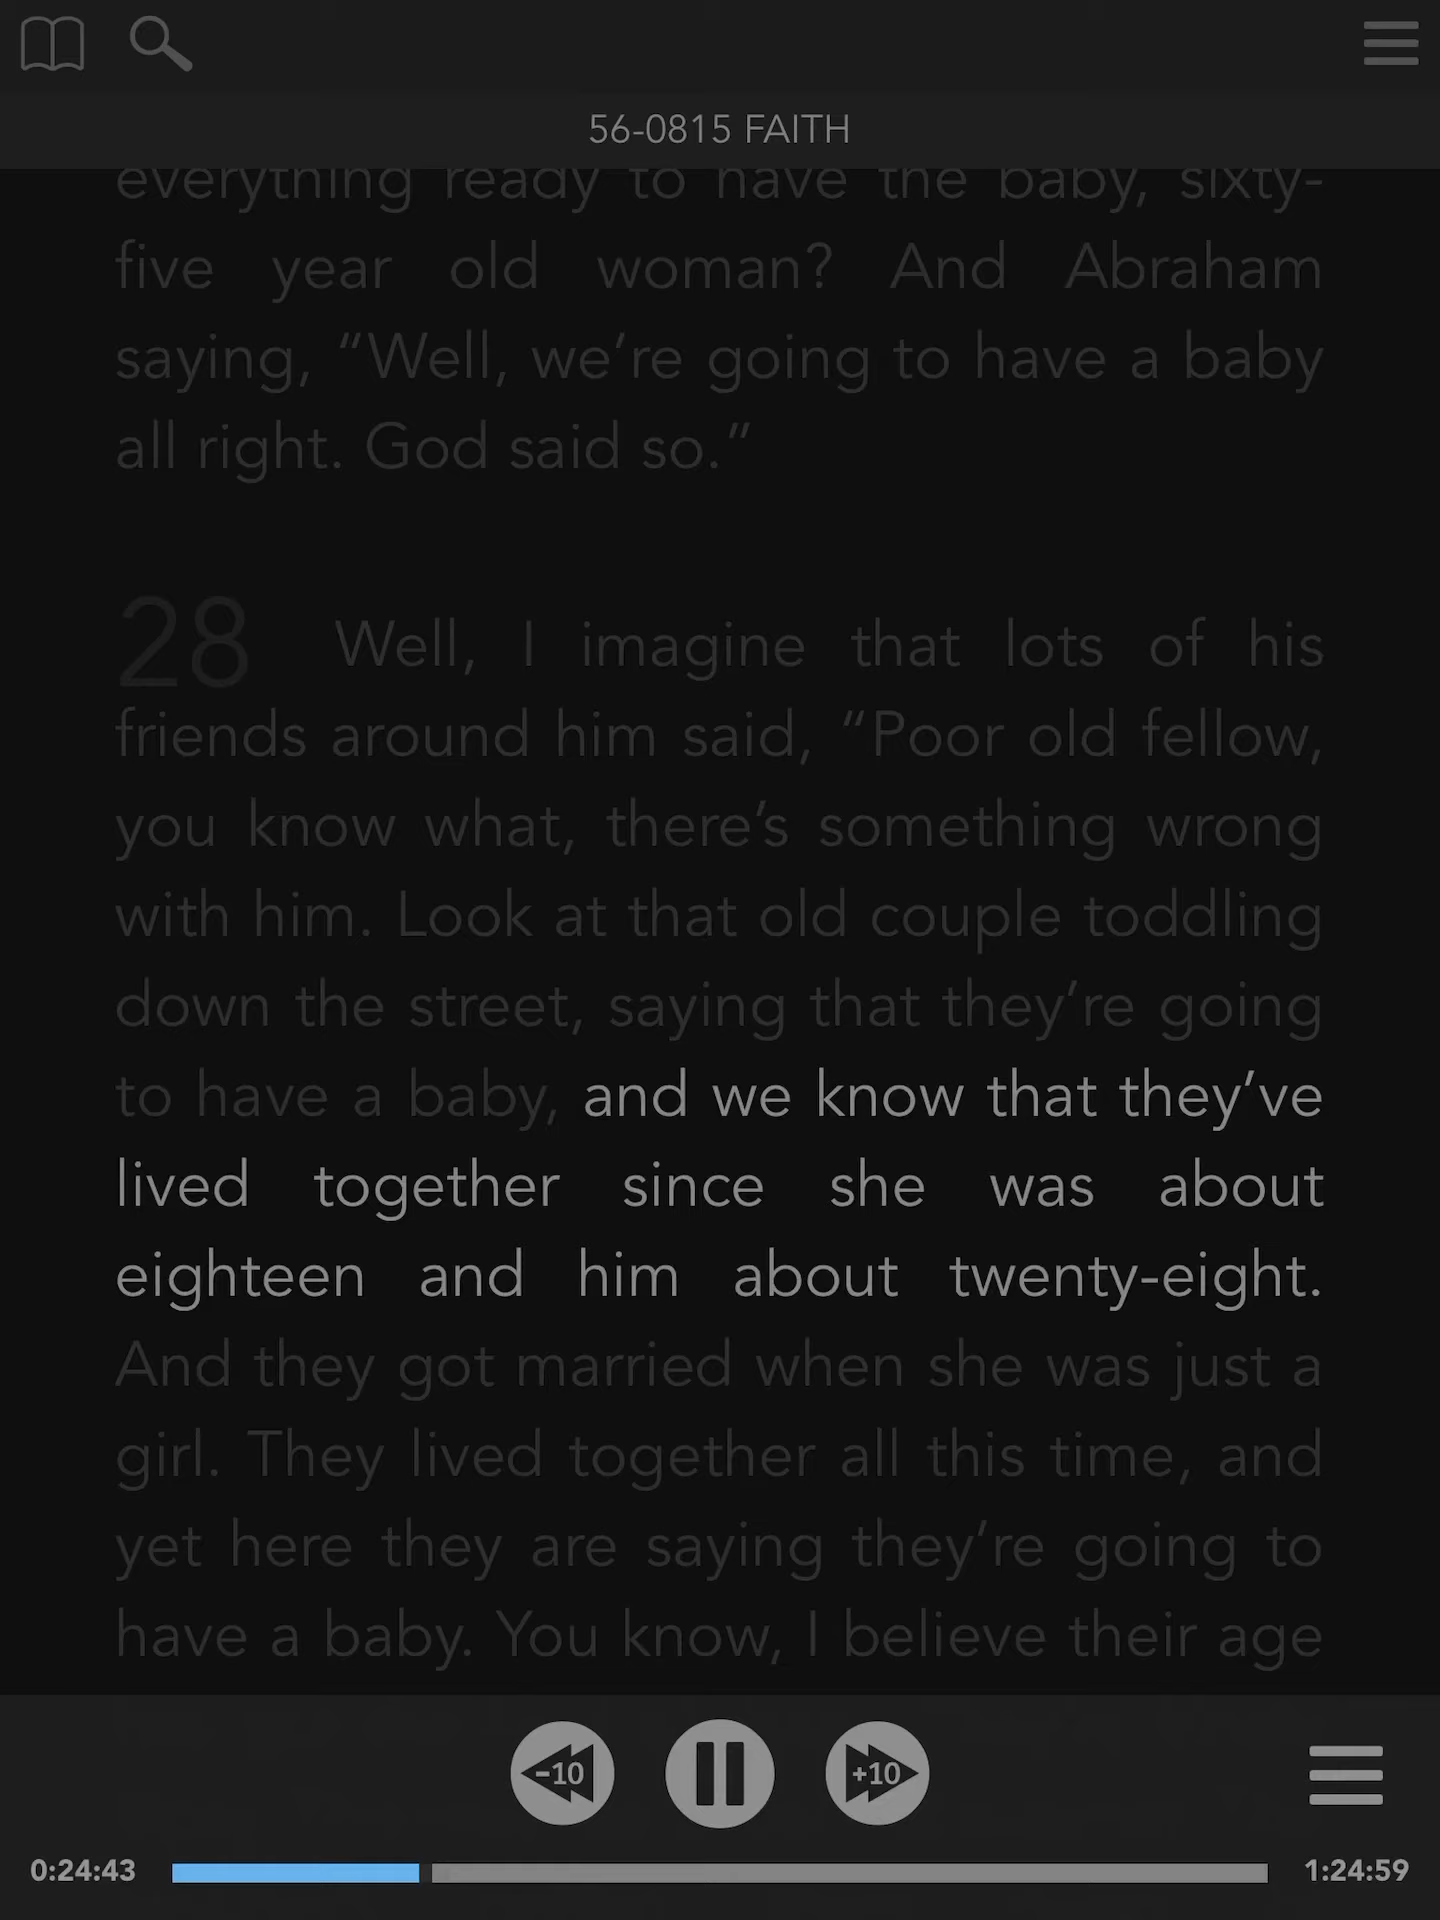 56-0815 FAITH
everything ready to have the baby, sixty-
five year old woman? And Abraham
saying, “Well, we’re going to have a baby
all right. God said so.”
28 Well, I imagine that lots of his
friends around him said, “Poor old fellow,
you know what, there’s something wrong
with him. Look at that old couple toddling
down the street, saying that they’re going
to have a baby, and we know that they’ve
lived together since she was about
eighteen and him about twenty-eight.
And they got married when she was just a
girl. They lived together all this time, and
yet here they are saying they’re going to
have a baby. You know, I believe their age
-10 +10
0:24:43 1:24:59